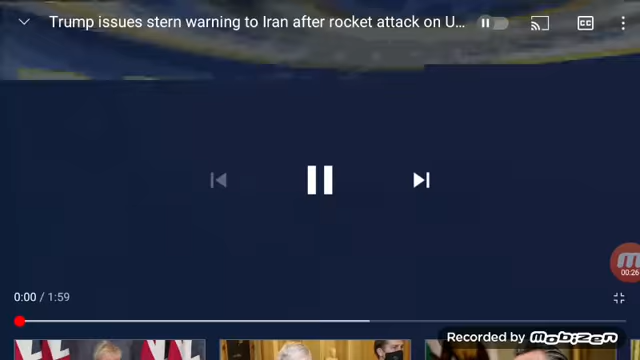 Trump issues stern warning to Iran after rocket attack on U...
CC
00:26
0:00 / 1:59
Recorded by mobizen